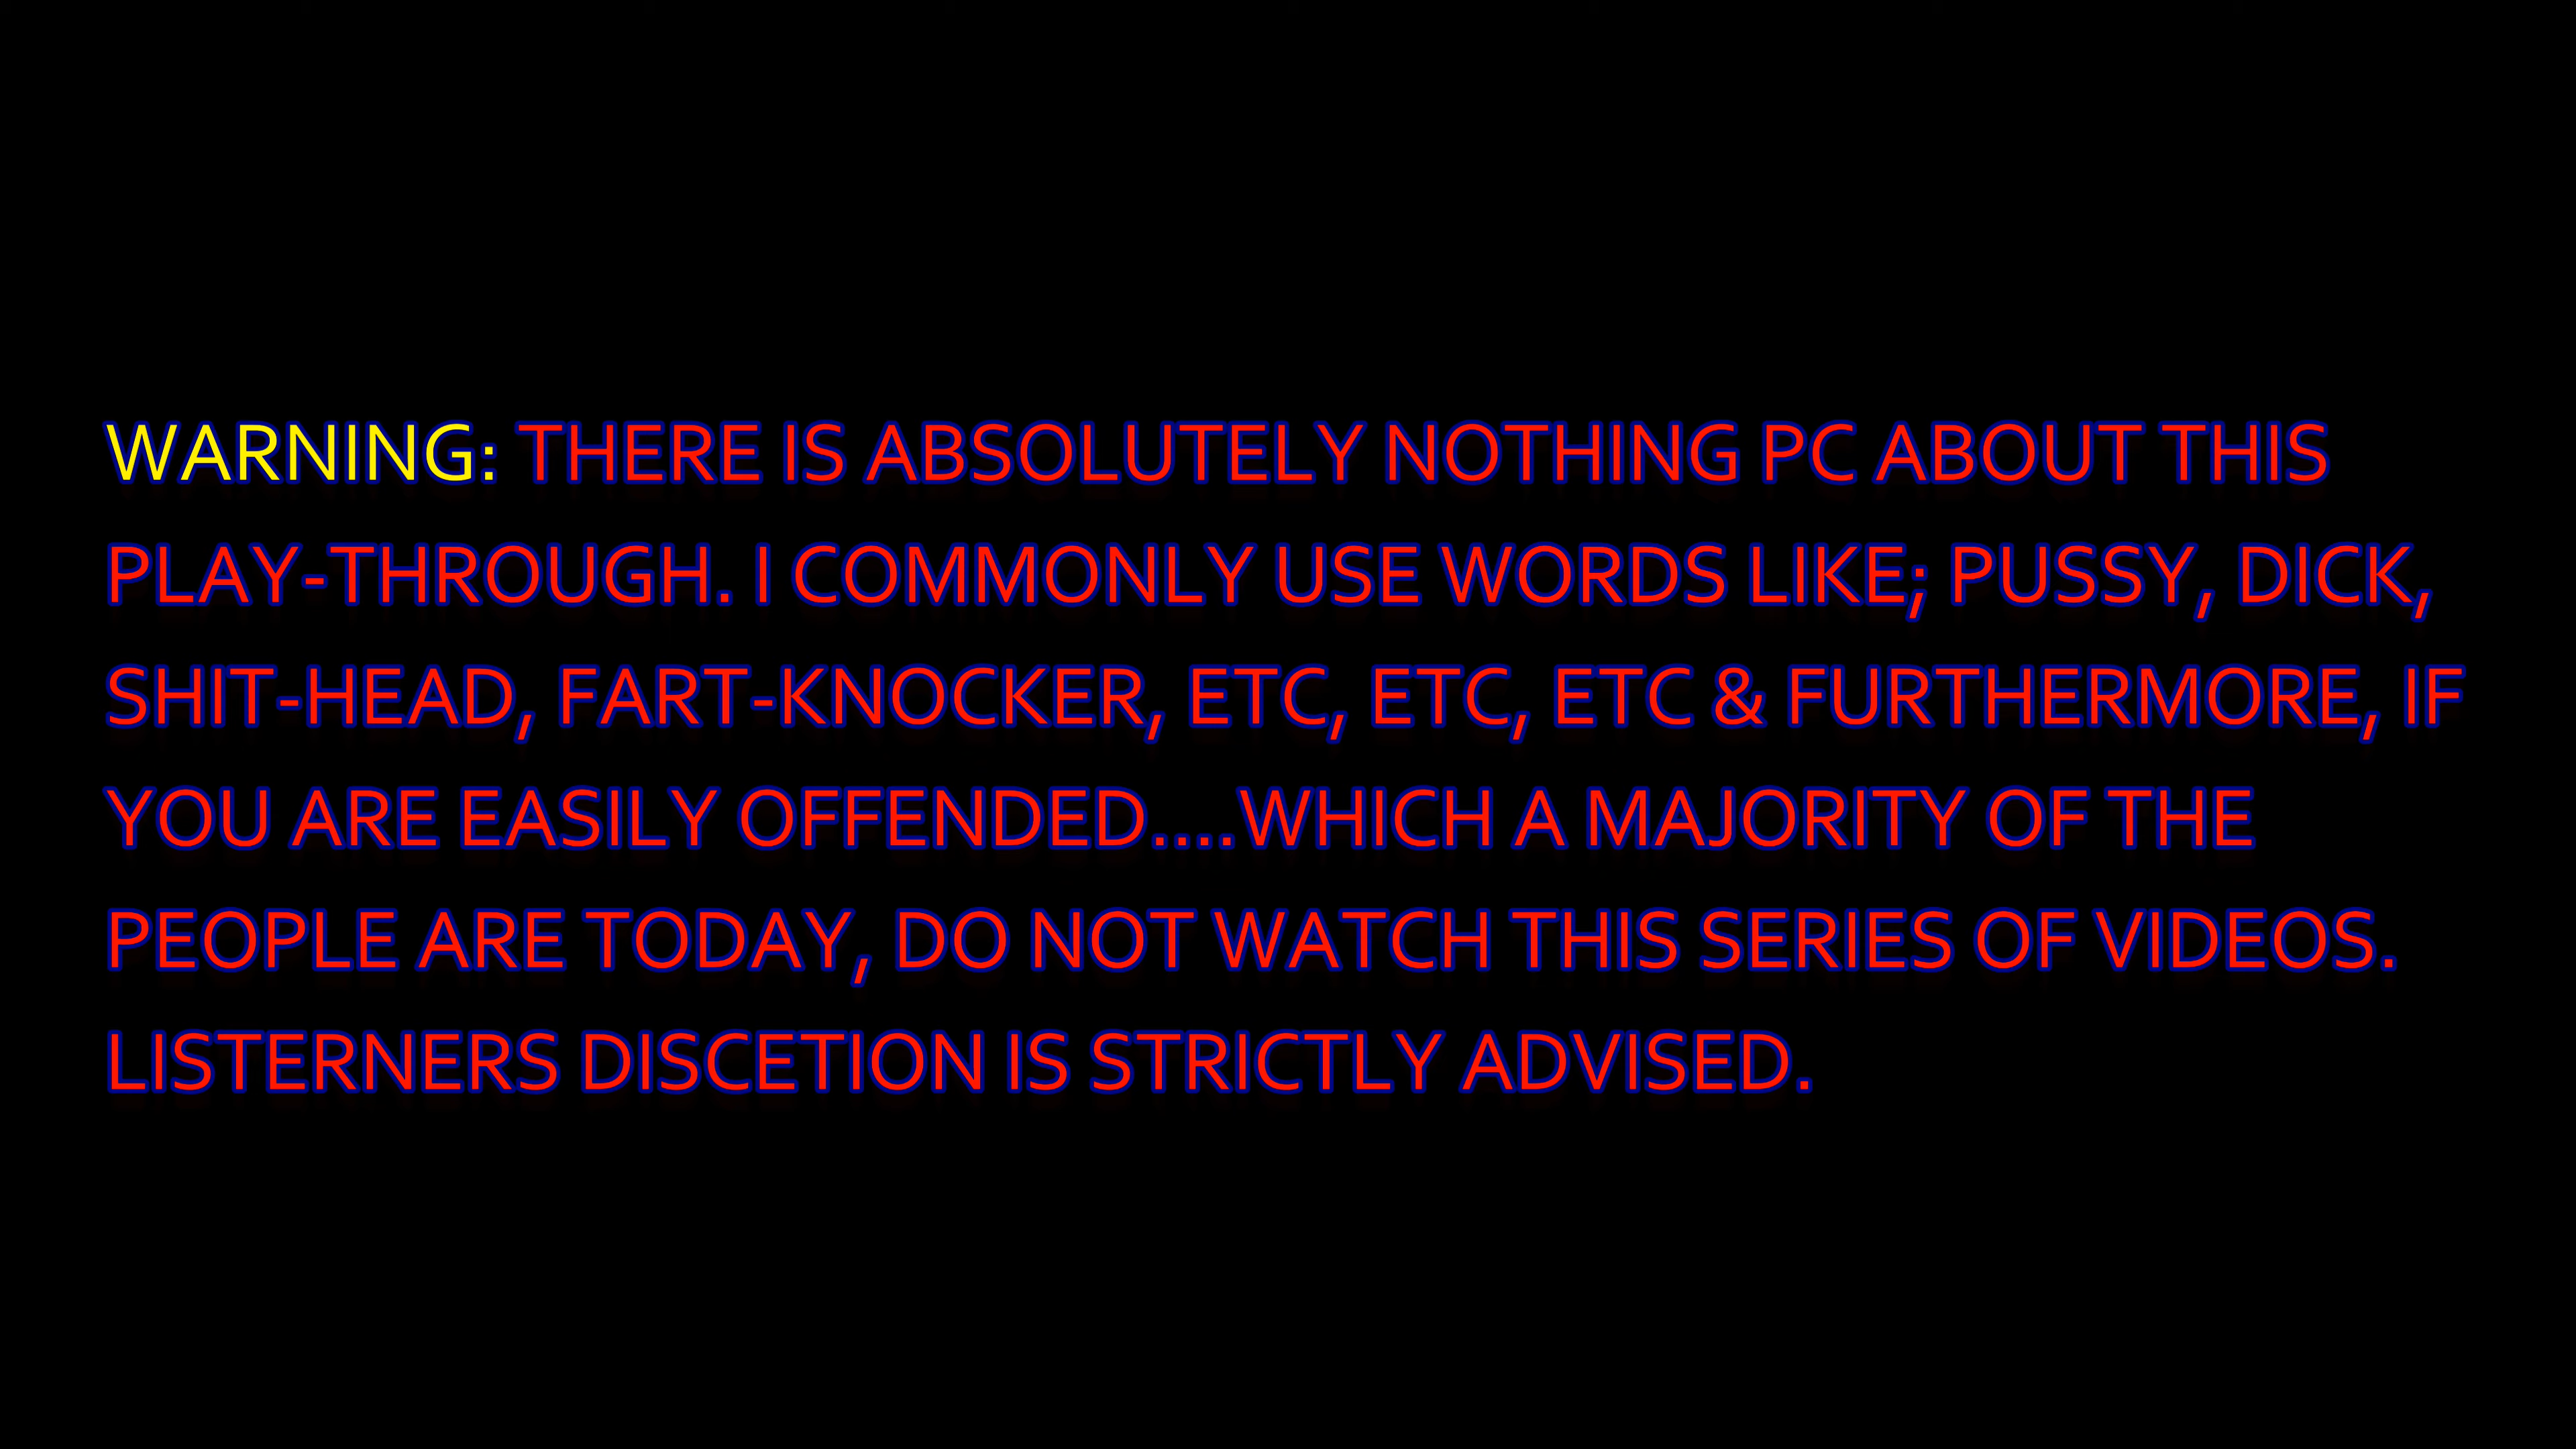 WARNING: THERE IS ABSOLUTELY NOTHING PC ABOUT THIS
PLAY-THROUGH. I COMMONLY USE WORDS LIKE; PUSSY, DICK,
SHIT-HEAD, FART-KNOCKER, ETC, ETC, ETC & FURTHERMORE, IF
YOU ARE EASILY OFFENDED....WHICH A MAJORITY OF THE
PEOPLE ARE TODAY, DO NOT WATCH THIS SERIES OF VIDEOS.
LISTERNERS DISCETION IS STRICTLY ADVISED.